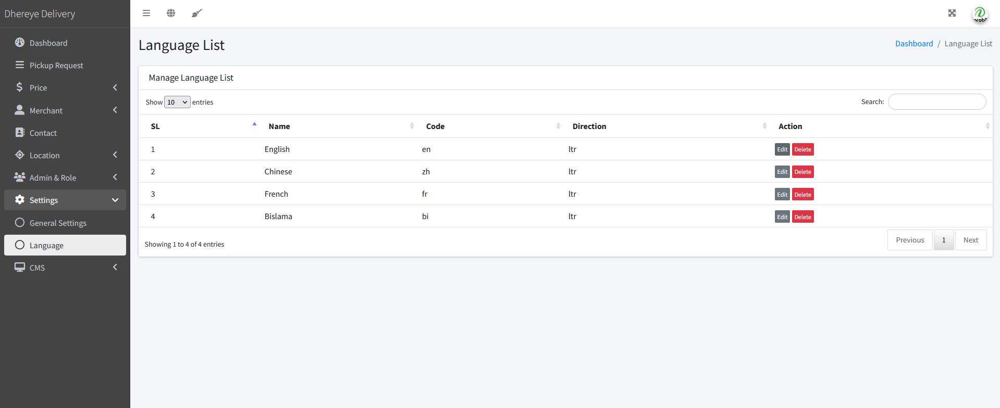 Dhereye Delivery
Dashboard
Pickup Request
Price
Merchant
Contact
Location
Admin & Role
Settings
General Settings
Language
CMS
Language List
Dashboard / Language List
Manage Language List
Show 10 entries
Search:
SL Name Code Direction Action
1 English en ltr Edit Delete
2 Chinese zh ltr Edit Delete
3 French fr ltr Edit Delete
4 Bislama bi ltr Edit Delete
Showing 1 to 4 of 4 entries
Previous 1 Next